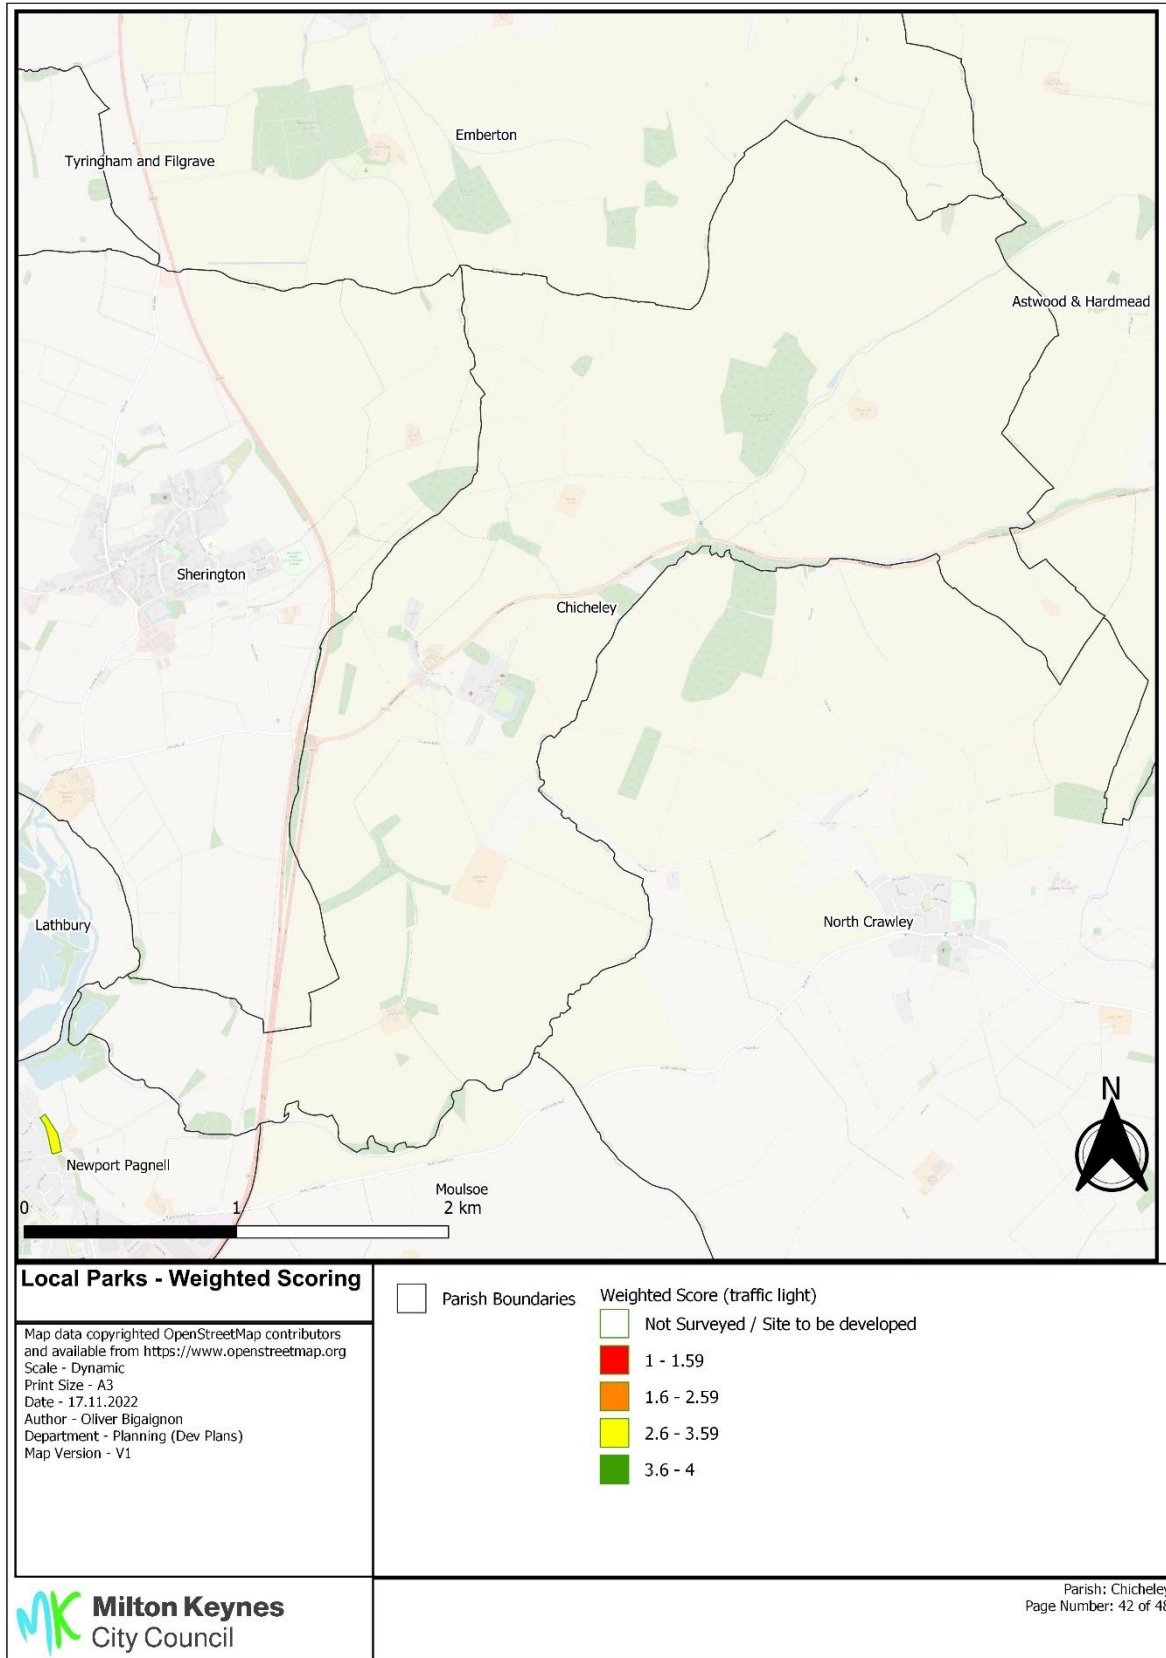 Emberton
Tyringham and Filgrave
Astwood & Hardmead
Sherington
Chicheley
Lathbury
North Crawley
N
Newport Pagnell
Moulsoe
0 1 2 km
Local Parks - Weighted Scoring
Map data copyrighted OpenStreetMap contributors
and available from https://www.openstreetmap.org
Scale - Dynamic
Print Size - A3
Date - 17.11.2022
Author - Oliver Bigaignon
Department - Planning (Dev Plans)
Map Version - V1
Parish Boundaries
Weighted Score (traffic light)
Not Surveyed / Site to be developed
1 - 1.59
1.6 - 2.59
2.6 - 3.59
3.6 - 4
MK Milton Keynes
City Council
Parish: Chicheley
Page Number: 42 of 48